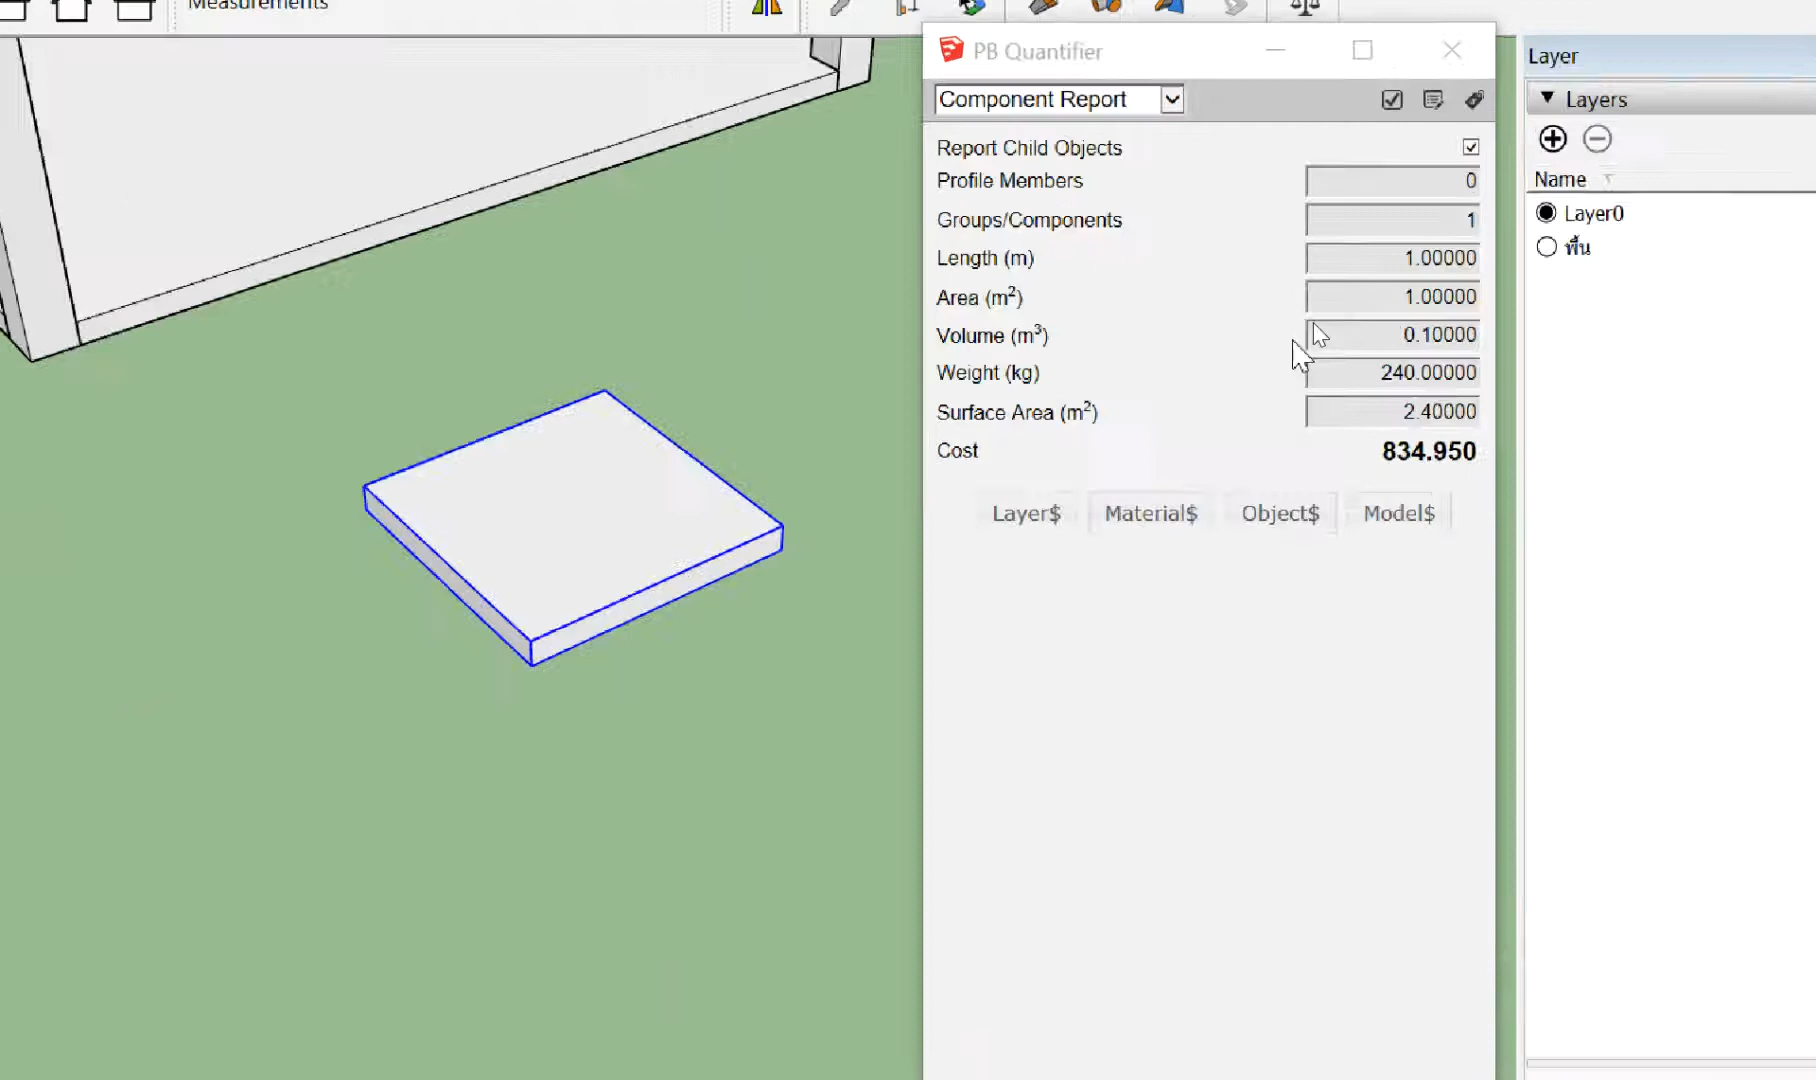 Measurements
PB Quantifier
Component Report
Report Child Objects
Profile Members 0
Groups/Components 1
Length (m) 1.00000
Area (m²) 1.00000
Volume (m³) 0.10000
Weight (kg) 240.00000
Surface Area (m²) 2.40000
Cost 834.950
Layer$ Material$ Object$ Model$
Layer
Layers
Name
Layer0
พื้น